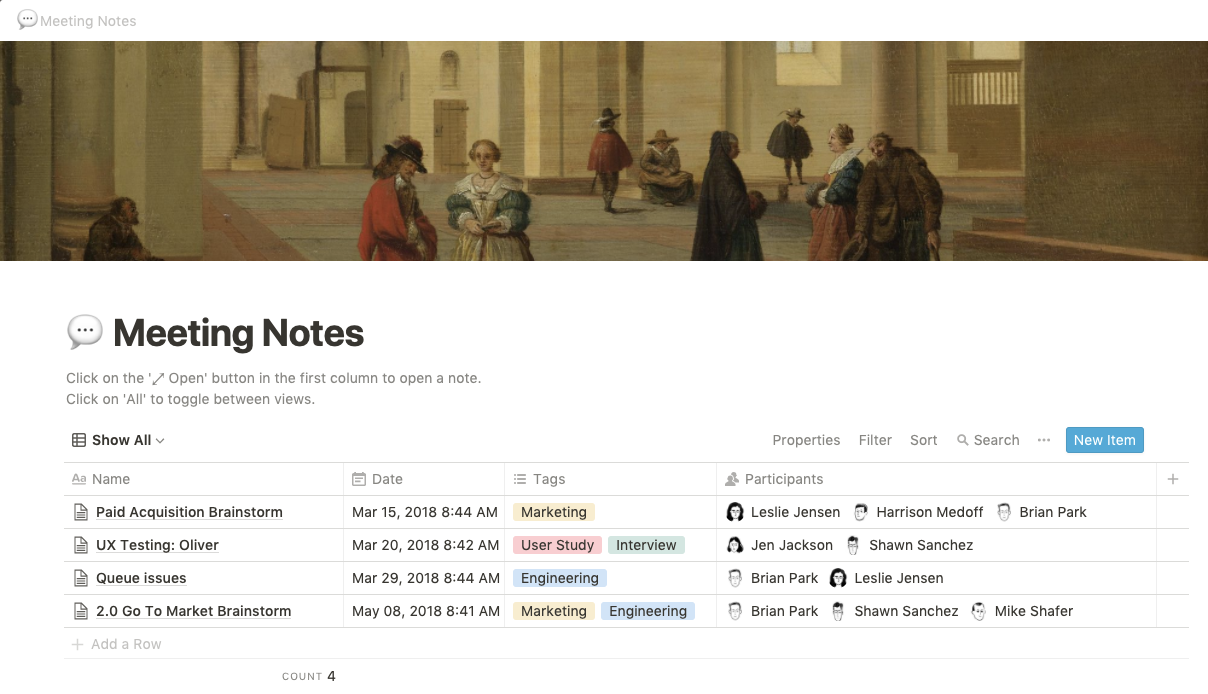 Meeting Notes
Meeting Notes
Click on the '⤢ Open' button in the first column to open a note.
Click on 'All' to toggle between views.
Show All Properties Filter Sort Search ••• New Item
Aa Name Date Tags Participants +
Paid Acquisition Brainstorm Mar 15, 2018 8:44 AM Marketing Leslie Jensen Harrison Medoff Brian Park
UX Testing: Oliver Mar 20, 2018 8:42 AM User Study Interview Jen Jackson Shawn Sanchez
Queue issues Mar 29, 2018 8:44 AM Engineering Brian Park Leslie Jensen
2.0 Go To Market Brainstorm May 08, 2018 8:41 AM Marketing Engineering Brian Park Shawn Sanchez Mike Shafer
+ Add a Row
COUNT 4